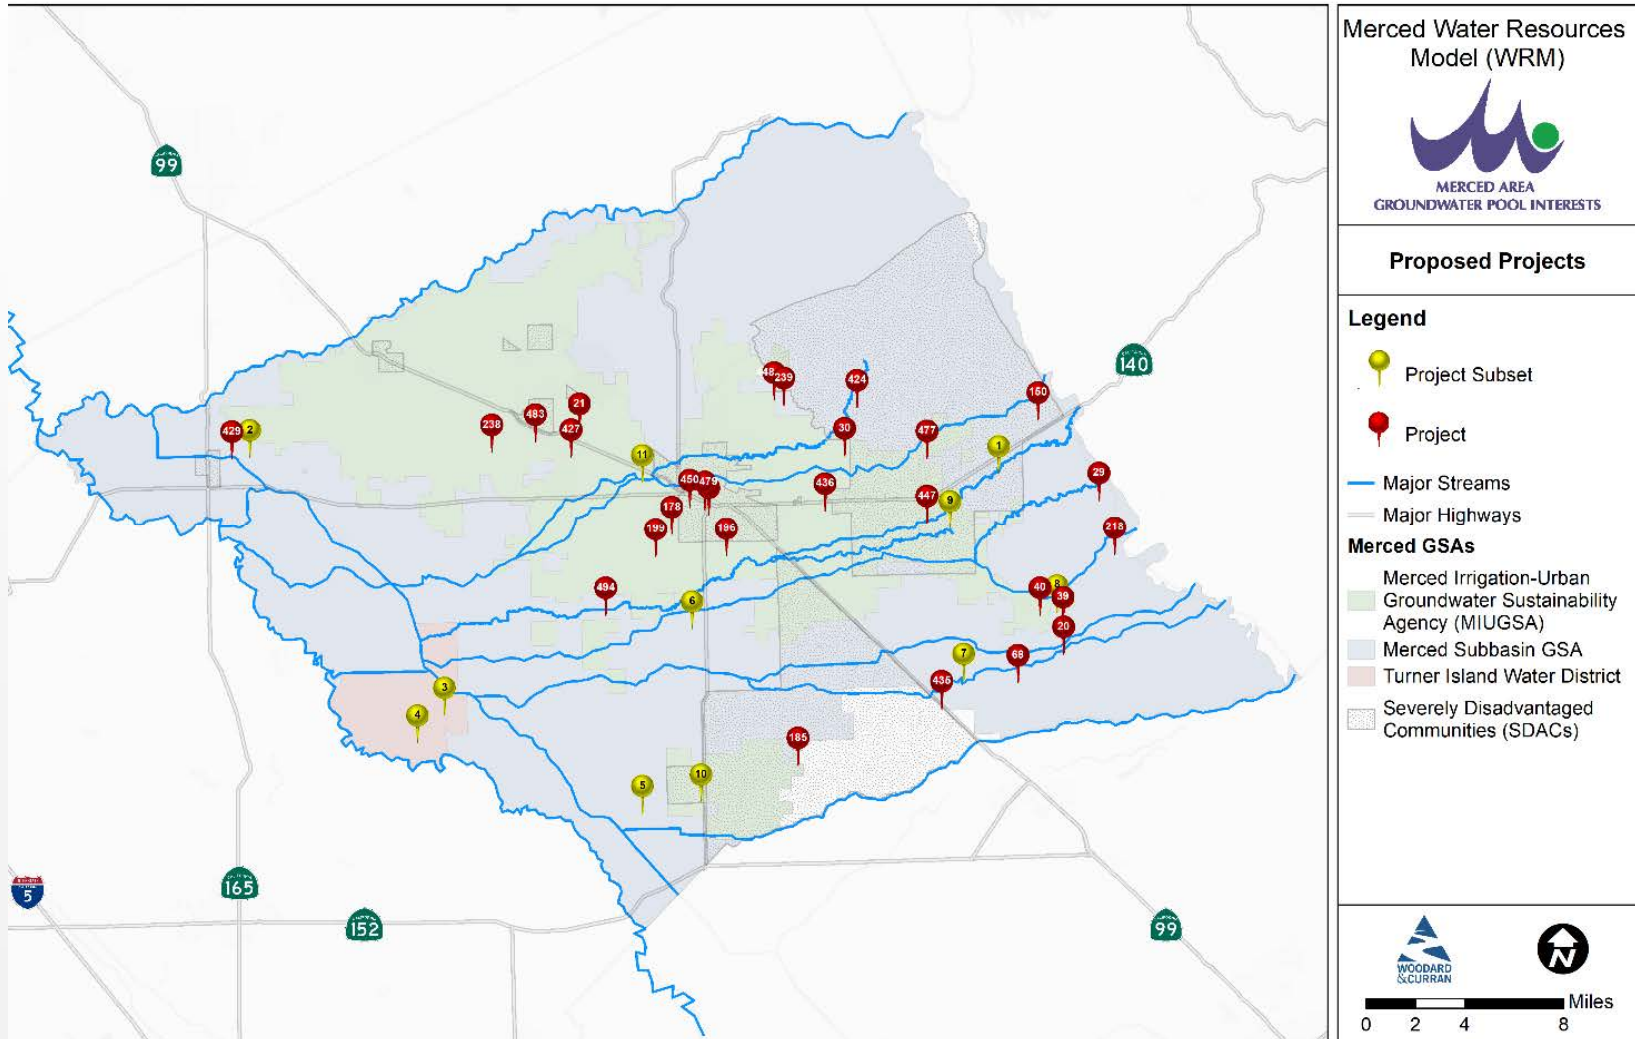 Merced Water Resources
Model (WRM)
MERCED AREA
GROUNDWATER POOL INTERESTS
Proposed Projects
Legend
Project Subset
Project
Major Streams
Major Highways
Merced GSAs
Merced Irrigation-Urban
Groundwater Sustainability
Agency (MIUGSA)
Merced Subbasin GSA
Turner Island Water District
Severely Disadvantaged
Communities (SDACs)
WOODARD
&CURRAN
N
Miles
0 2 4 8
99
140
48
239
424
150
21
483
238
427
429
2
30
477
1
11
29
450
479
436
447
9
178
199
196
218
494
6
40
8
39
20
7
68
435
3
4
185
5
10
5
165
152
99